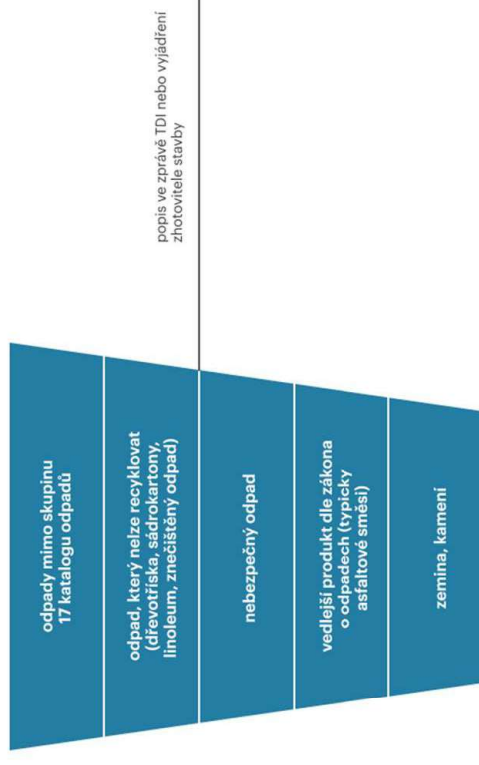 odpady mimo skupinu
17 katalogu odpadů
odpad, který nelze recyklovat
(dřevotříska, sádrokartony,
linoleum, znečištěný odpad)
popis ve zprávě TDI nebo vyjádření
zhotovitele stavby
nebezpečný odpad
vedlejší produkt dle zákona
o odpadech (typicky
asfaltové směsi)
zemina, kamení